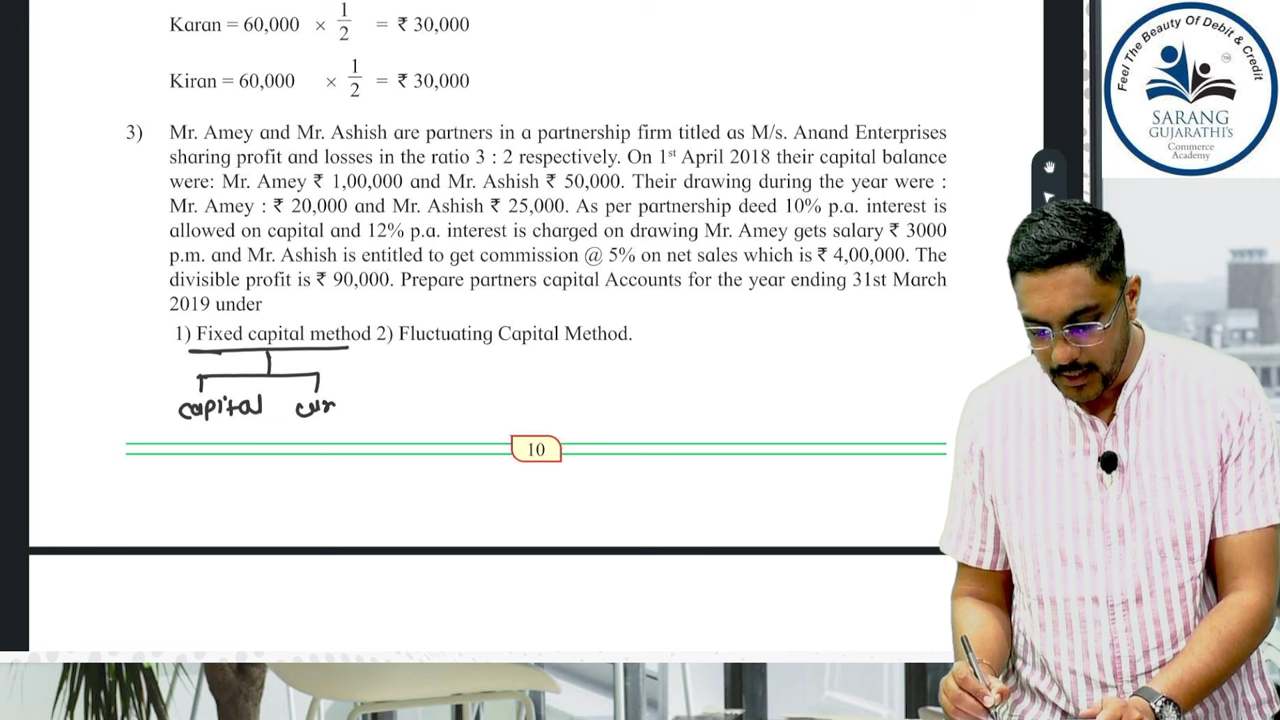 Karan = 60,000 × 1/2 = ₹ 30,000
Kiran = 60,000 × 1/2 = ₹ 30,000
3) Mr. Amey and Mr. Ashish are partners in a partnership firm titled as M/s. Anand Enterprises
sharing profit and losses in the ratio 3 : 2 respectively. On 1st April 2018 their capital balance
were: Mr. Amey ₹ 1,00,000 and Mr. Ashish ₹ 50,000. Their drawing during the year were :
Mr. Amey : ₹ 20,000 and Mr. Ashish ₹ 25,000. As per partnership deed 10% p.a. interest is
allowed on capital and 12% p.a. interest is charged on drawing Mr. Amey gets salary ₹ 3000
p.m. and Mr. Ashish is entitled to get commission @ 5% on net sales which is ₹ 4,00,000. The
divisible profit is ₹ 90,000. Prepare partners capital Accounts for the year ending 31st March
2019 under
1) Fixed capital method 2) Fluctuating Capital Method.
capital cur
10
Feel The Beauty Of Debit & Credit
TM
SARANG
GUJARATHI'S
Commerce
Academy